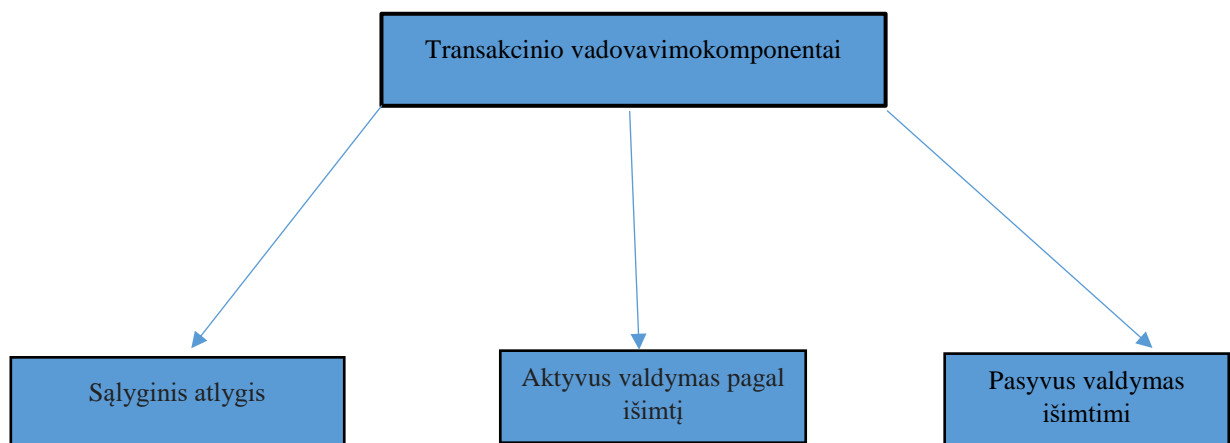 Transakcinio vadovavimokomponentai
Sąlyginis atlygis
Aktyvus valdymas pagal
išimtį
Pasyvus valdymas
išimtimi